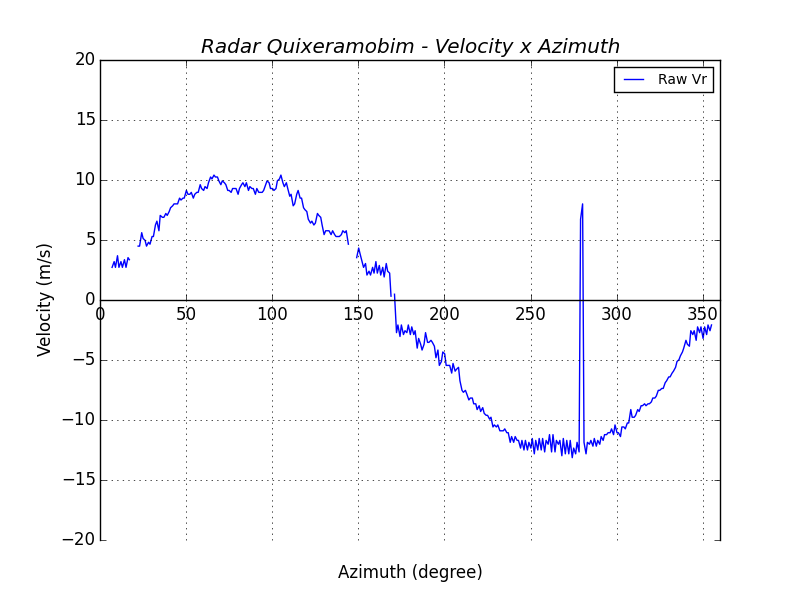 Radar Quixeramobim - Velocity x Azimuth
Raw Vr
20
15
10
5
0
−5
−10
−15
−20
0 50 100 150 200 250 300 350
Velocity (m/s)
Azimuth (degree)